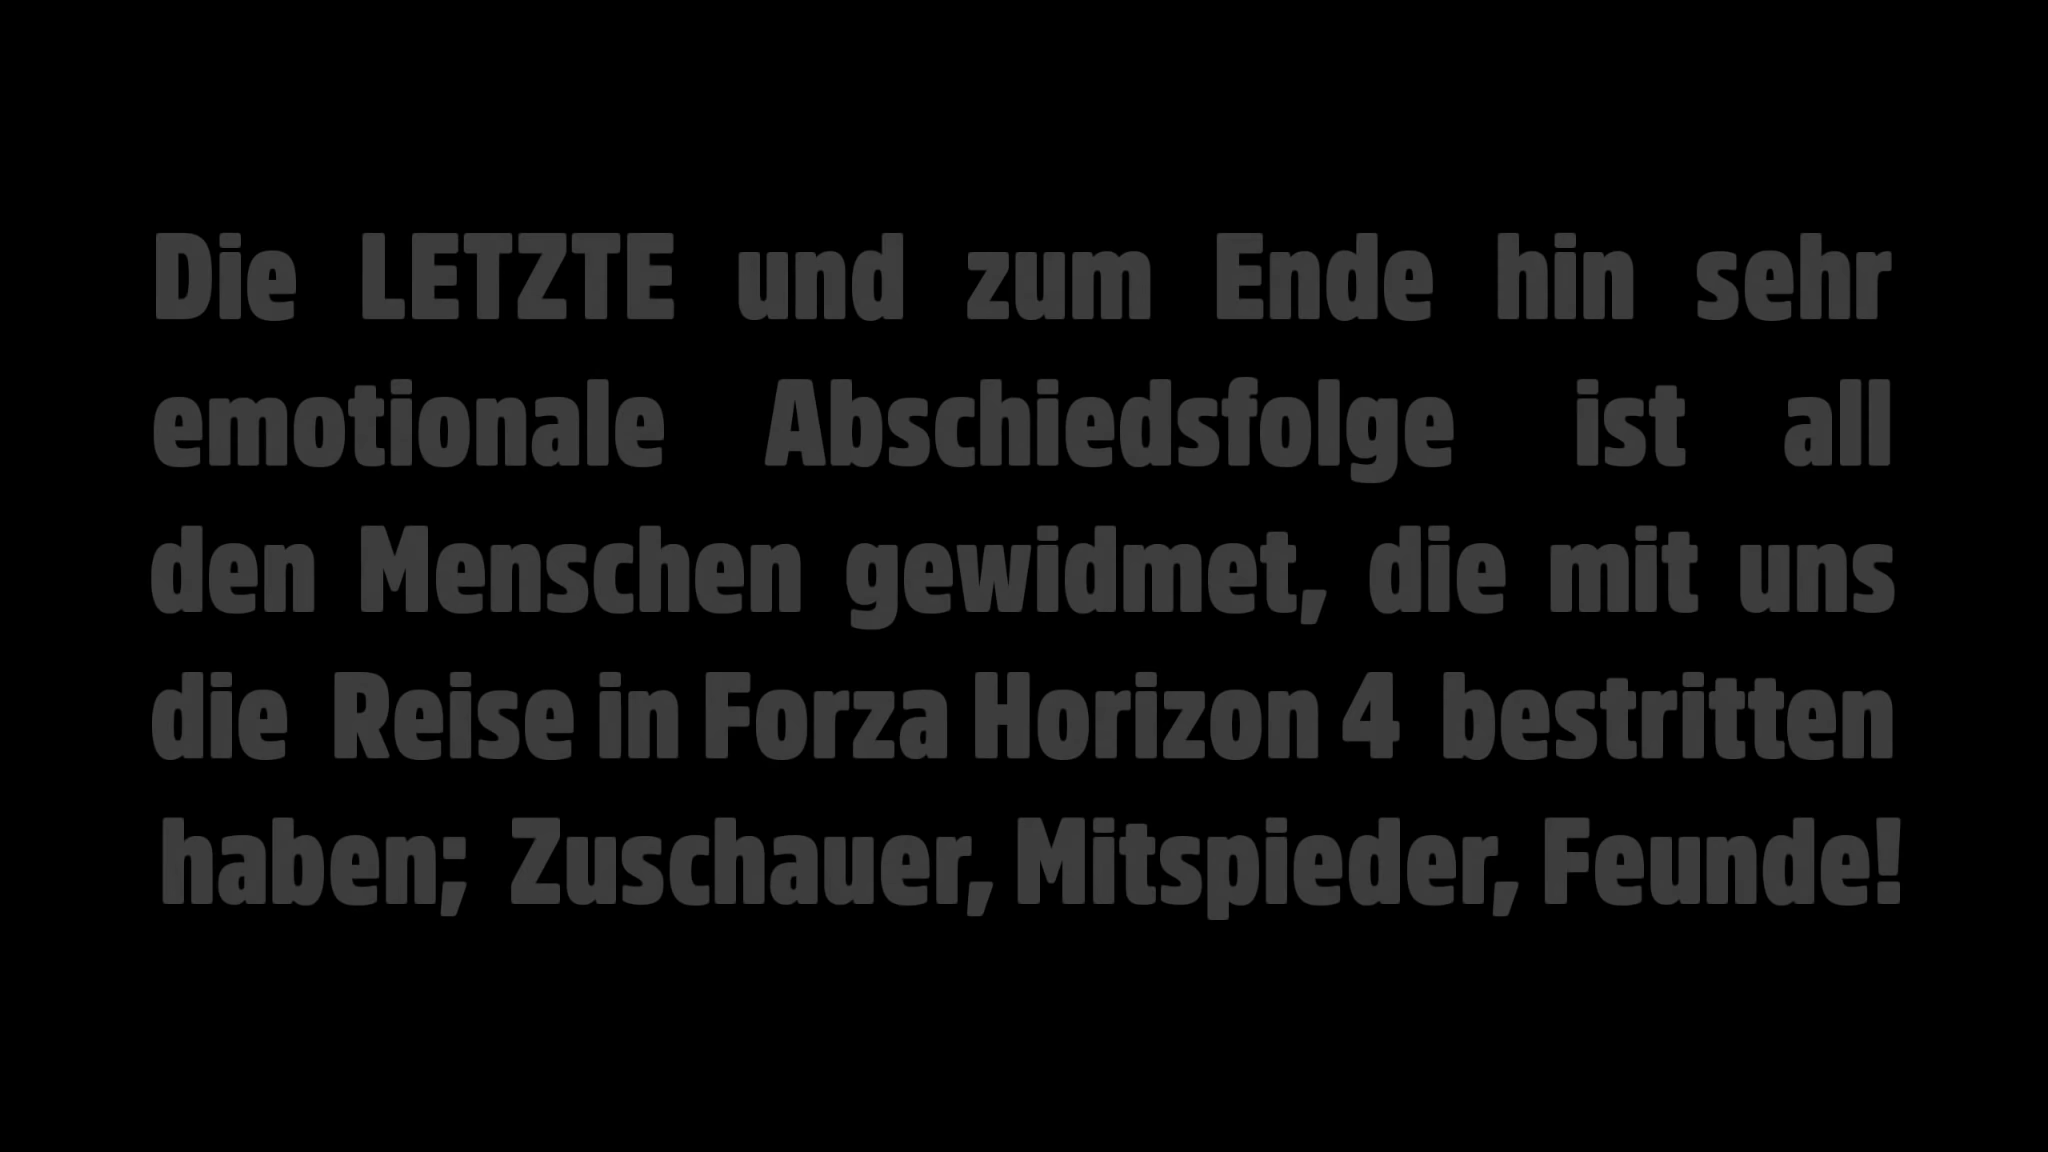 Die LETZTE und zum Ende hin sehr
emotionale Abschiedsfolge ist all
den Menschen gewidmet, die mit uns
die Reise in Forza Horizon 4 bestritten
haben; Zuschauer, Mitspieder, Feunde!